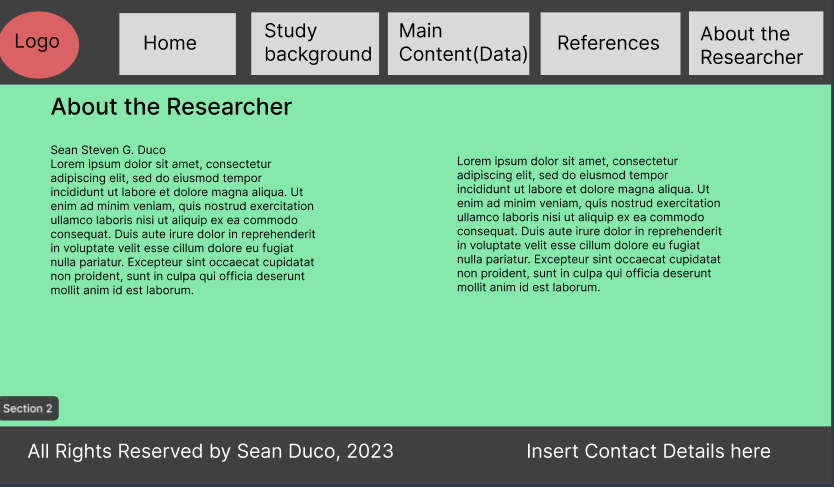 Logo
Home
Study
background
Main
Content(Data)
References
About the
Researcher
About the Researcher
Sean Steven G. Duco
Lorem ipsum dolor sit amet, consectetur
adipiscing elit, sed do eiusmod tempor
incididunt ut labore et dolore magna aliqua. Ut
enim ad minim veniam, quis nostrud exercitation
ullamco laboris nisi ut aliquip ex ea commodo
consequat. Duis aute irure dolor in reprehenderit
in voluptate velit esse cillum dolore eu fugiat
nulla pariatur. Excepteur sint occaecat cupidatat
non proident, sunt in culpa qui officia deserunt
mollit anim id est laborum.
Lorem ipsum dolor sit amet, consectetur
adipiscing elit, sed do eiusmod tempor
incididunt ut labore et dolore magna aliqua. Ut
enim ad minim veniam, quis nostrud exercitation
ullamco laboris nisi ut aliquip ex ea commodo
consequat. Duis aute irure dolor in reprehenderit
in voluptate velit esse cillum dolore eu fugiat
nulla pariatur. Excepteur sint occaecat cupidatat
non proident, sunt in culpa qui officia deserunt
mollit anim id est laborum.
Section 2
All Rights Reserved by Sean Duco, 2023
Insert Contact Details here